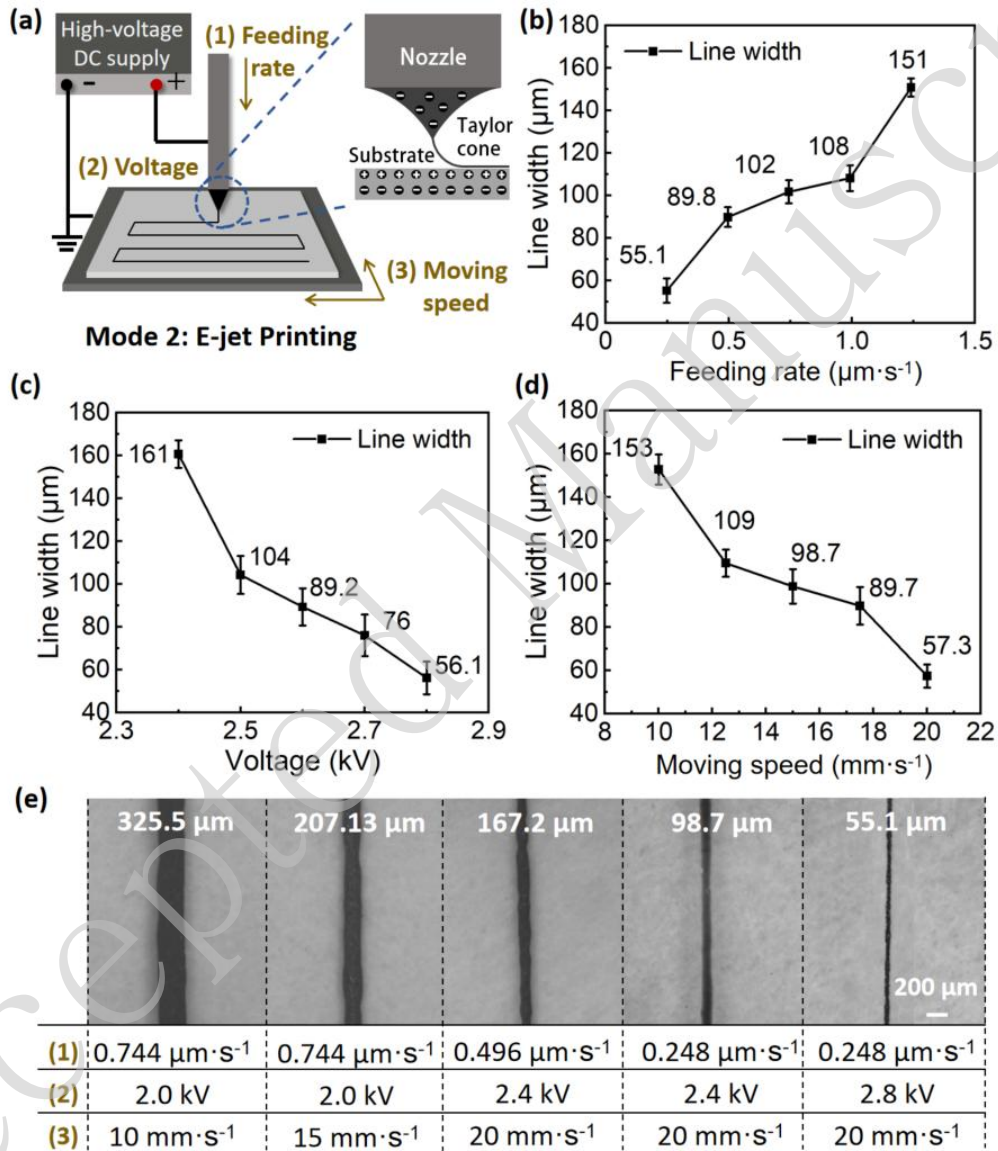 (a)
High-voltage
DC supply
- +
(1) Feeding
rate
(2) Voltage
(3) Moving
speed
Nozzle
Taylor
cone
Substrate
Mode 2: E-jet Printing
(b)
Line width
Line width (μm)
180
160
140
120
100
80
60
40
55.1
89.8
102
108
151
0
0.5
1.0
1.5
Feeding rate (μm·s⁻¹)
(c)
Line width
Line width (μm)
180
160
140
120
100
80
60
40
161
104
89.2
76
56.1
2.3
2.5
2.7
2.9
Voltage (kV)
(d)
Line width
Line width (μm)
180
160
140
120
100
80
60
40
153
109
98.7
89.7
57.3
8 10 12 14 16 18 20 22
Moving speed (mm·s⁻¹)
(e)
325.5 μm 207.13 μm 167.2 μm 98.7 μm 55.1 μm
200 μm
(1) 0.744 μm·s⁻¹ 0.744 μm·s⁻¹ 0.496 μm·s⁻¹ 0.248 μm·s⁻¹ 0.248 μm·s⁻¹
(2) 2.0 kV 2.0 kV 2.4 kV 2.4 kV 2.8 kV
(3) 10 mm·s⁻¹ 15 mm·s⁻¹ 20 mm·s⁻¹ 20 mm·s⁻¹ 20 mm·s⁻¹